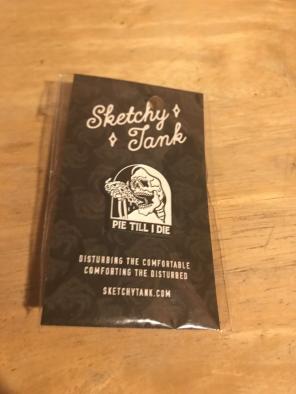 Sketchy
Tank
PIE TILL I DIE
DISTURBING THE COMFORTABLE
COMFORTING THE DISTURBED
SKETCHYTANK.COM